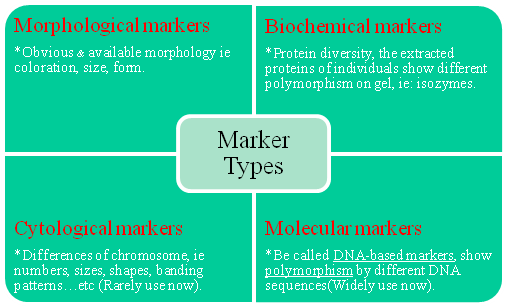 Morphological markers
*Obvious & available morphology ie
coloration, size, form.
Biochemical markers
*Protein diversity, the extracted
proteins of individuals show different
polymorphism on gel, ie: isozymes.
Marker
Types
Cytological markers
*Differences of chromosome, ie
numbers, sizes, shapes, banding
patterns…etc (Rarely use now).
Molecular markers
*Be called DNA-based markers, show
polymorphism by different DNA
sequences(Widely use now).